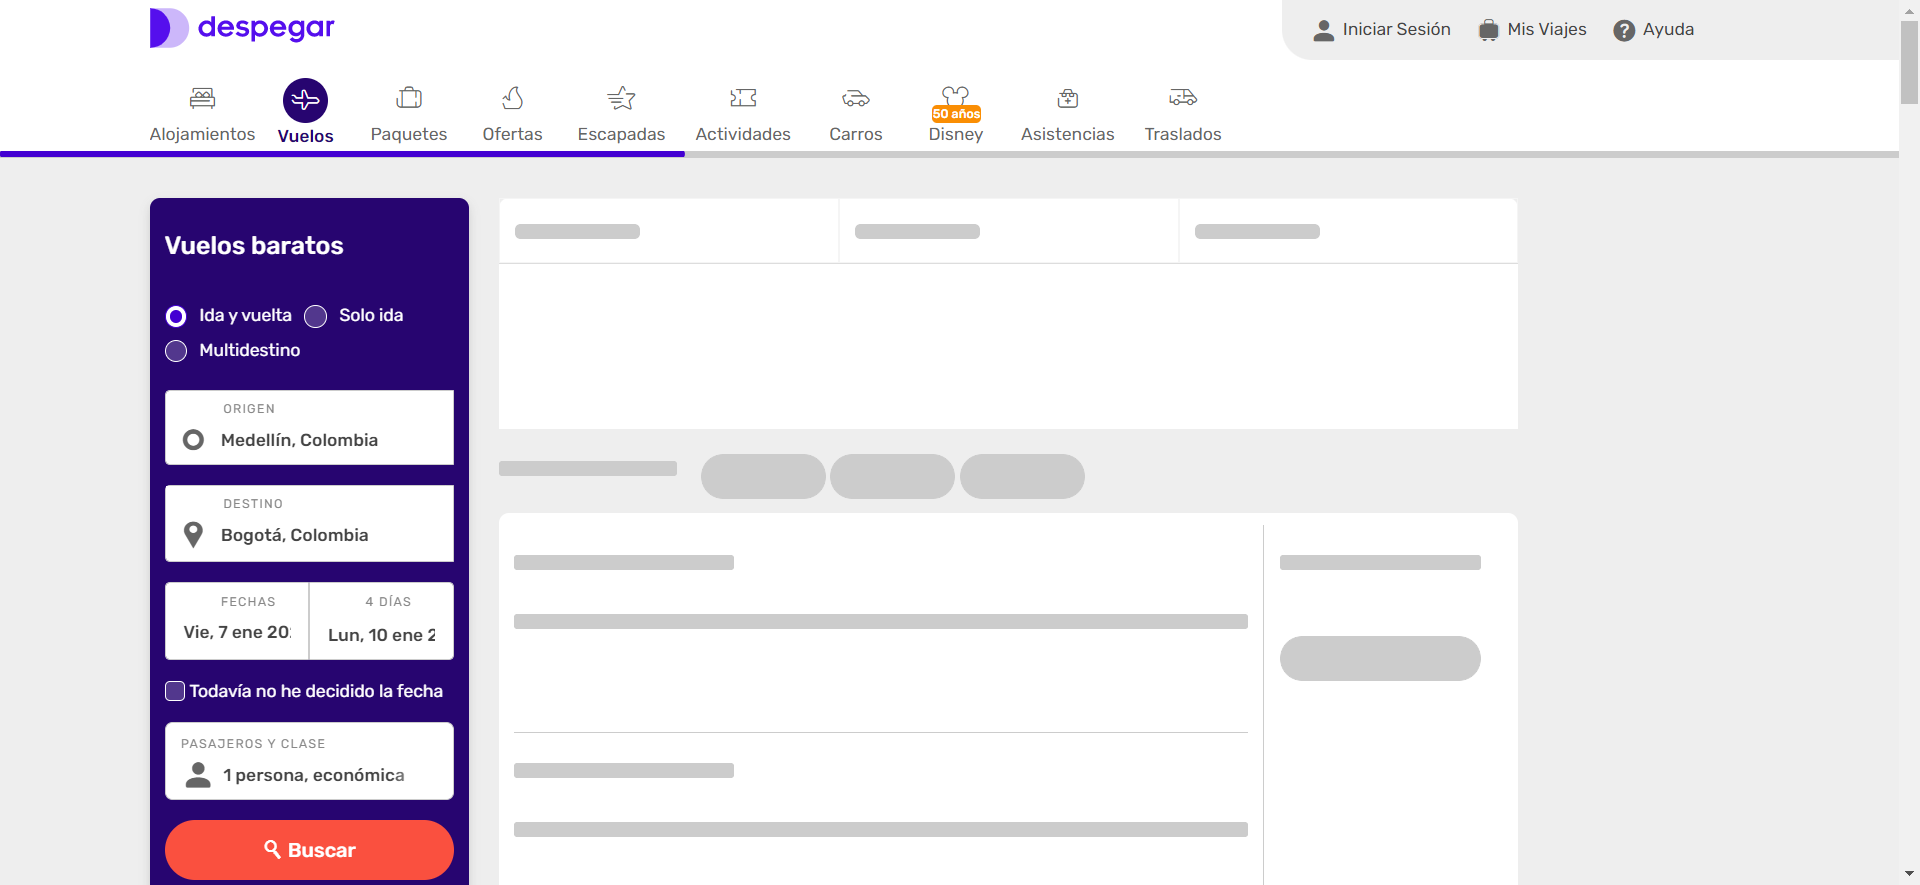 despegar
Iniciar Sesión
Mis Viajes
Ayuda
Alojamientos
Vuelos
Paquetes
Ofertas
Escapadas
Actividades
Carros
50 años
Disney
Asistencias
Traslados
Vuelos baratos
Ida y vuelta
Solo ida
Multidestino
ORIGEN
Medellín, Colombia
DESTINO
Bogotá, Colombia
FECHAS
Vie, 7 ene 20
4 DÍAS
Lun, 10 ene 2
Todavía no he decidido la fecha
PASAJEROS Y CLASE
1 persona, económica
Buscar